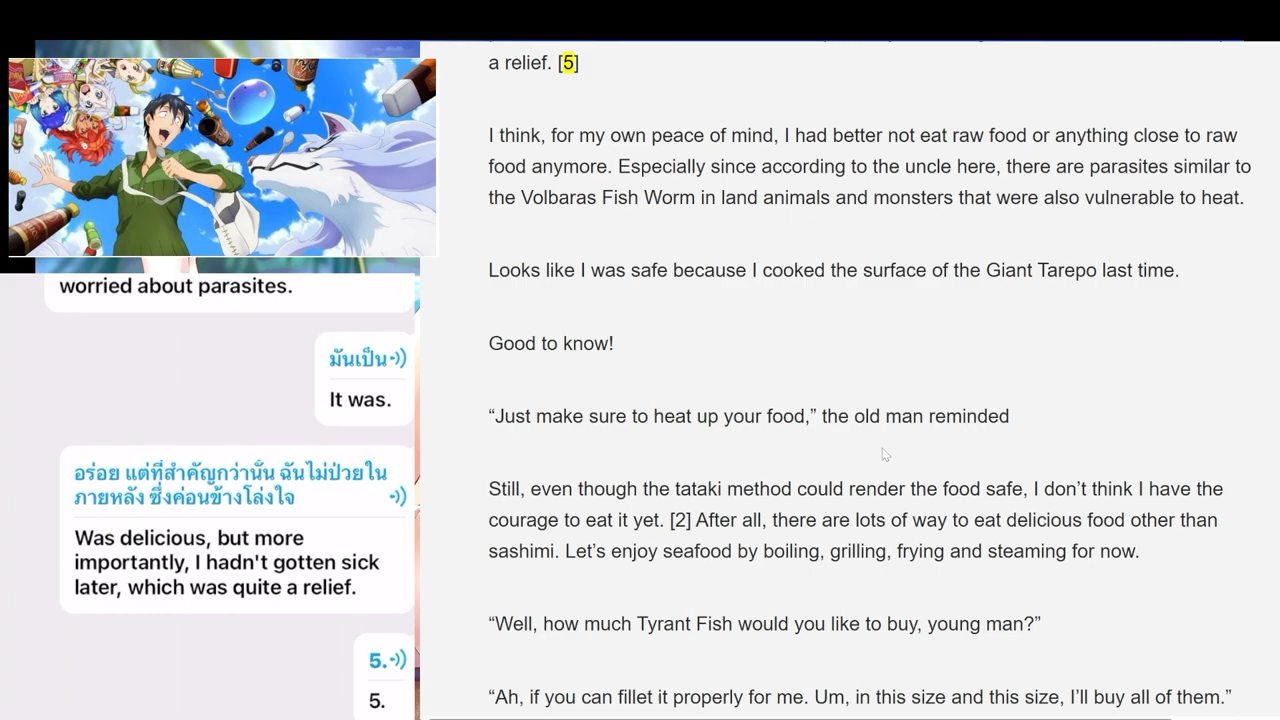 worried about parasites.
มันเป็น
It was.
อร่อย แต่ที่สำคัญกว่านั้น ฉันไม่ป่วยใน
ภายหลัง ซึ่งค่อนข้างโล่งใจ
Was delicious, but more
importantly, I hadn't gotten sick
later, which was quite a relief.
5.
5.
a relief. [5]
I think, for my own peace of mind, I had better not eat raw food or anything close to raw
food anymore. Especially since according to the uncle here, there are parasites similar to
the Volbaras Fish Worm in land animals and monsters that were also vulnerable to heat.
Looks like I was safe because I cooked the surface of the Giant Tarepo last time.
Good to know!
“Just make sure to heat up your food,” the old man reminded
Still, even though the tataki method could render the food safe, I don’t think I have the
courage to eat it yet. [2] After all, there are lots of way to eat delicious food other than
sashimi. Let’s enjoy seafood by boiling, grilling, frying and steaming for now.
“Well, how much Tyrant Fish would you like to buy, young man?”
“Ah, if you can fillet it properly for me. Um, in this size and this size, I’ll buy all of them.”